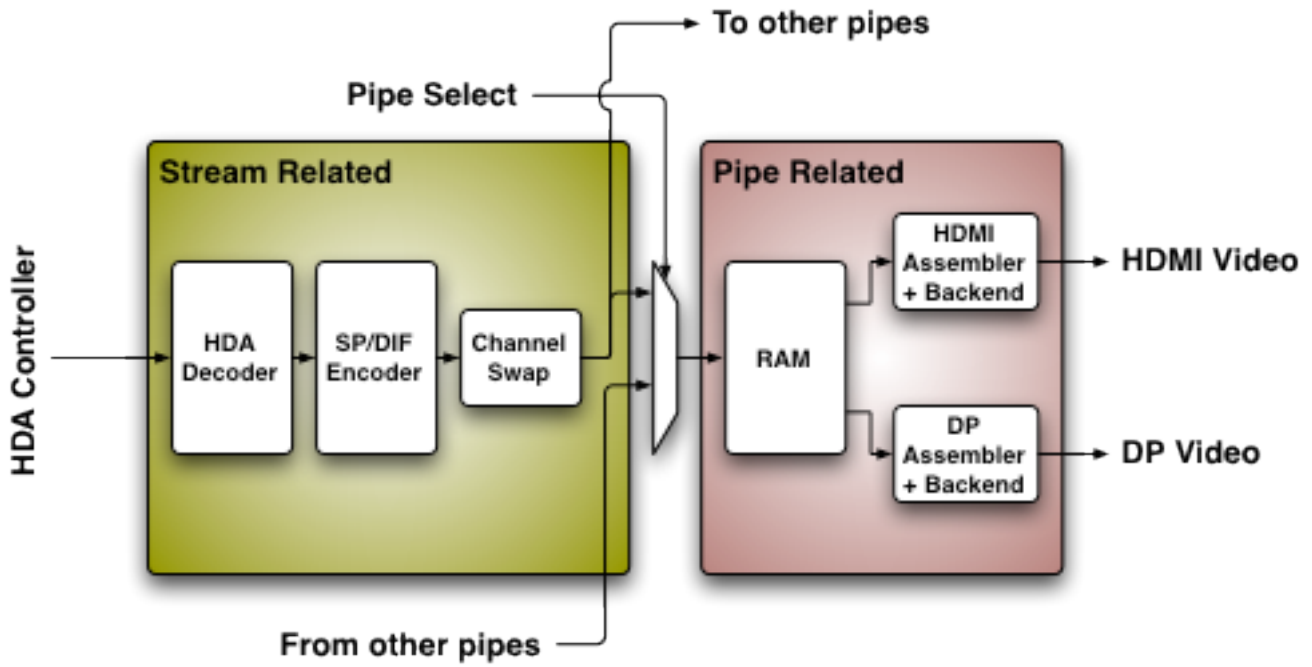 To other pipes
Pipe Select
Stream Related
Pipe Related
HDA Controller
HDA
Decoder
SP/DIF
Encoder
Channel
Swap
RAM
HDMI
Assembler
+ Backend
HDMI Video
DP
Assembler
+ Backend
DP Video
From other pipes